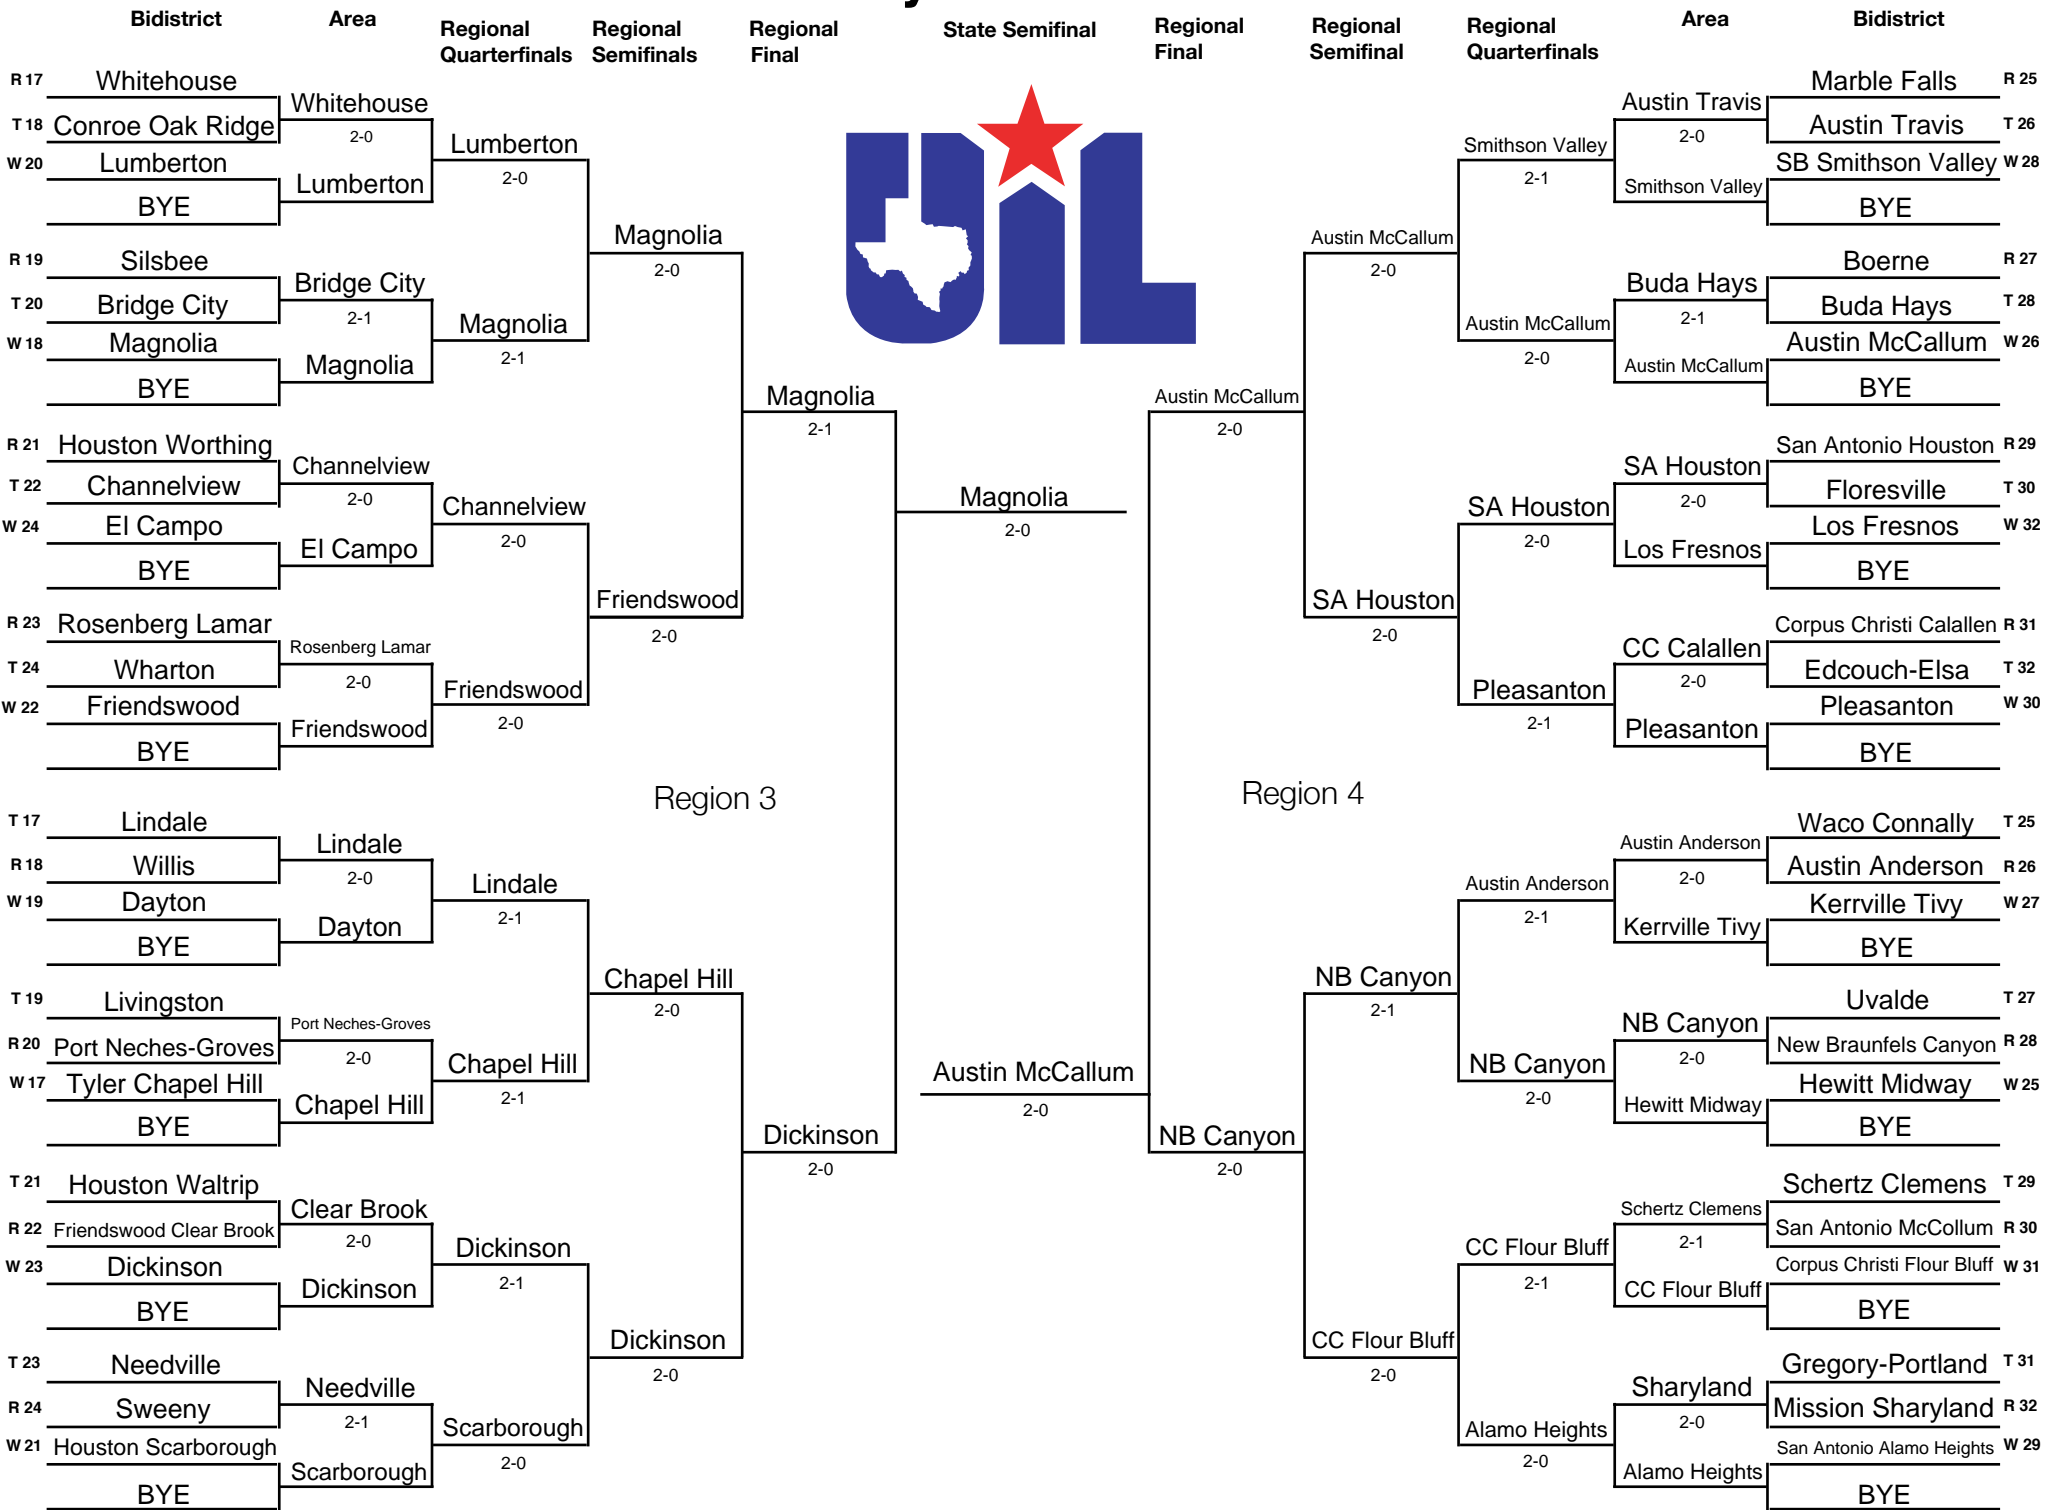 y
Bidistrict
Area
Regional
Quarterfinals
Regional
Semifinals
Regional
Final
State Semifinal
Regional
Final
Regional
Semifinal
Regional
Quarterfinals
Area
Bidistrict
UIL
R 17 Whitehouse
T 18 Conroe Oak Ridge
W 20 Lumberton
BYE
R 19 Silsbee
T 20 Bridge City
W 18 Magnolia
BYE
R 21 Houston Worthing
T 22 Channelview
W 24 El Campo
BYE
R 23 Rosenberg Lamar
T 24 Wharton
W 22 Friendswood
BYE
T 17 Lindale
R 18 Willis
W 19 Dayton
BYE
T 19 Livingston
R 20 Port Neches-Groves
W 17 Tyler Chapel Hill
BYE
T 21 Houston Waltrip
R 22 Friendswood Clear Brook
W 23 Dickinson
BYE
T 23 Needville
R 24 Sweeny
W 21 Houston Scarborough
BYE
Whitehouse
2-0
Lumberton
Bridge City
2-1
Magnolia
Channelview
2-0
El Campo
Rosenberg Lamar
2-0
Friendswood
Lindale
2-0
Dayton
Port Neches-Groves
2-0
Chapel Hill
Clear Brook
2-0
Dickinson
Needville
2-1
Scarborough
Lumberton
2-0
Magnolia
2-1
Channelview
2-0
Friendswood
2-0
Lindale
2-1
Chapel Hill
2-1
Dickinson
2-1
Scarborough
2-0
Magnolia
2-0
Friendswood
2-0
Region 3
Chapel Hill
2-0
Dickinson
2-0
Magnolia
2-1
Dickinson
2-0
Magnolia
2-0
Austin McCallum
2-0
Austin McCallum
2-0
NB Canyon
2-0
Austin McCallum
2-0
SA Houston
2-0
Region 4
NB Canyon
2-1
CC Flour Bluff
2-0
Smithson Valley
2-1
Austin McCallum
2-0
SA Houston
2-0
Pleasanton
2-1
Austin Anderson
2-1
NB Canyon
2-0
CC Flour Bluff
2-1
Alamo Heights
2-0
Austin Travis
2-0
Smithson Valley
Buda Hays
2-1
Austin McCallum
SA Houston
2-0
Los Fresnos
CC Calallen
2-0
Pleasanton
Austin Anderson
2-0
Kerrville Tivy
NB Canyon
2-0
Hewitt Midway
Schertz Clemens
2-1
CC Flour Bluff
Sharyland
2-0
Alamo Heights
Marble Falls R 25
Austin Travis T 26
SB Smithson Valley W 28
BYE
Boerne R 27
Buda Hays T 28
Austin McCallum W 26
BYE
San Antonio Houston R 29
Floresville T 30
Los Fresnos W 32
BYE
Corpus Christi Calallen R 31
Edcouch-Elsa T 32
Pleasanton W 30
BYE
Waco Connally T 25
Austin Anderson R 26
Kerrville Tivy W 27
BYE
Uvalde T 27
New Braunfels Canyon R 28
Hewitt Midway W 25
BYE
Schertz Clemens T 29
San Antonio McCollum R 30
Corpus Christi Flour Bluff W 31
BYE
Gregory-Portland T 31
Mission Sharyland R 32
San Antonio Alamo Heights W 29
BYE